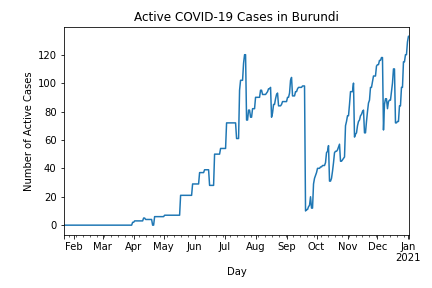 Active COVID-19 Cases in Burundi
Number of Active Cases
120
100
80
60
40
20
0
Feb Mar Apr May Jun Jul Aug Sep Oct Nov Dec Jan
2021
Day